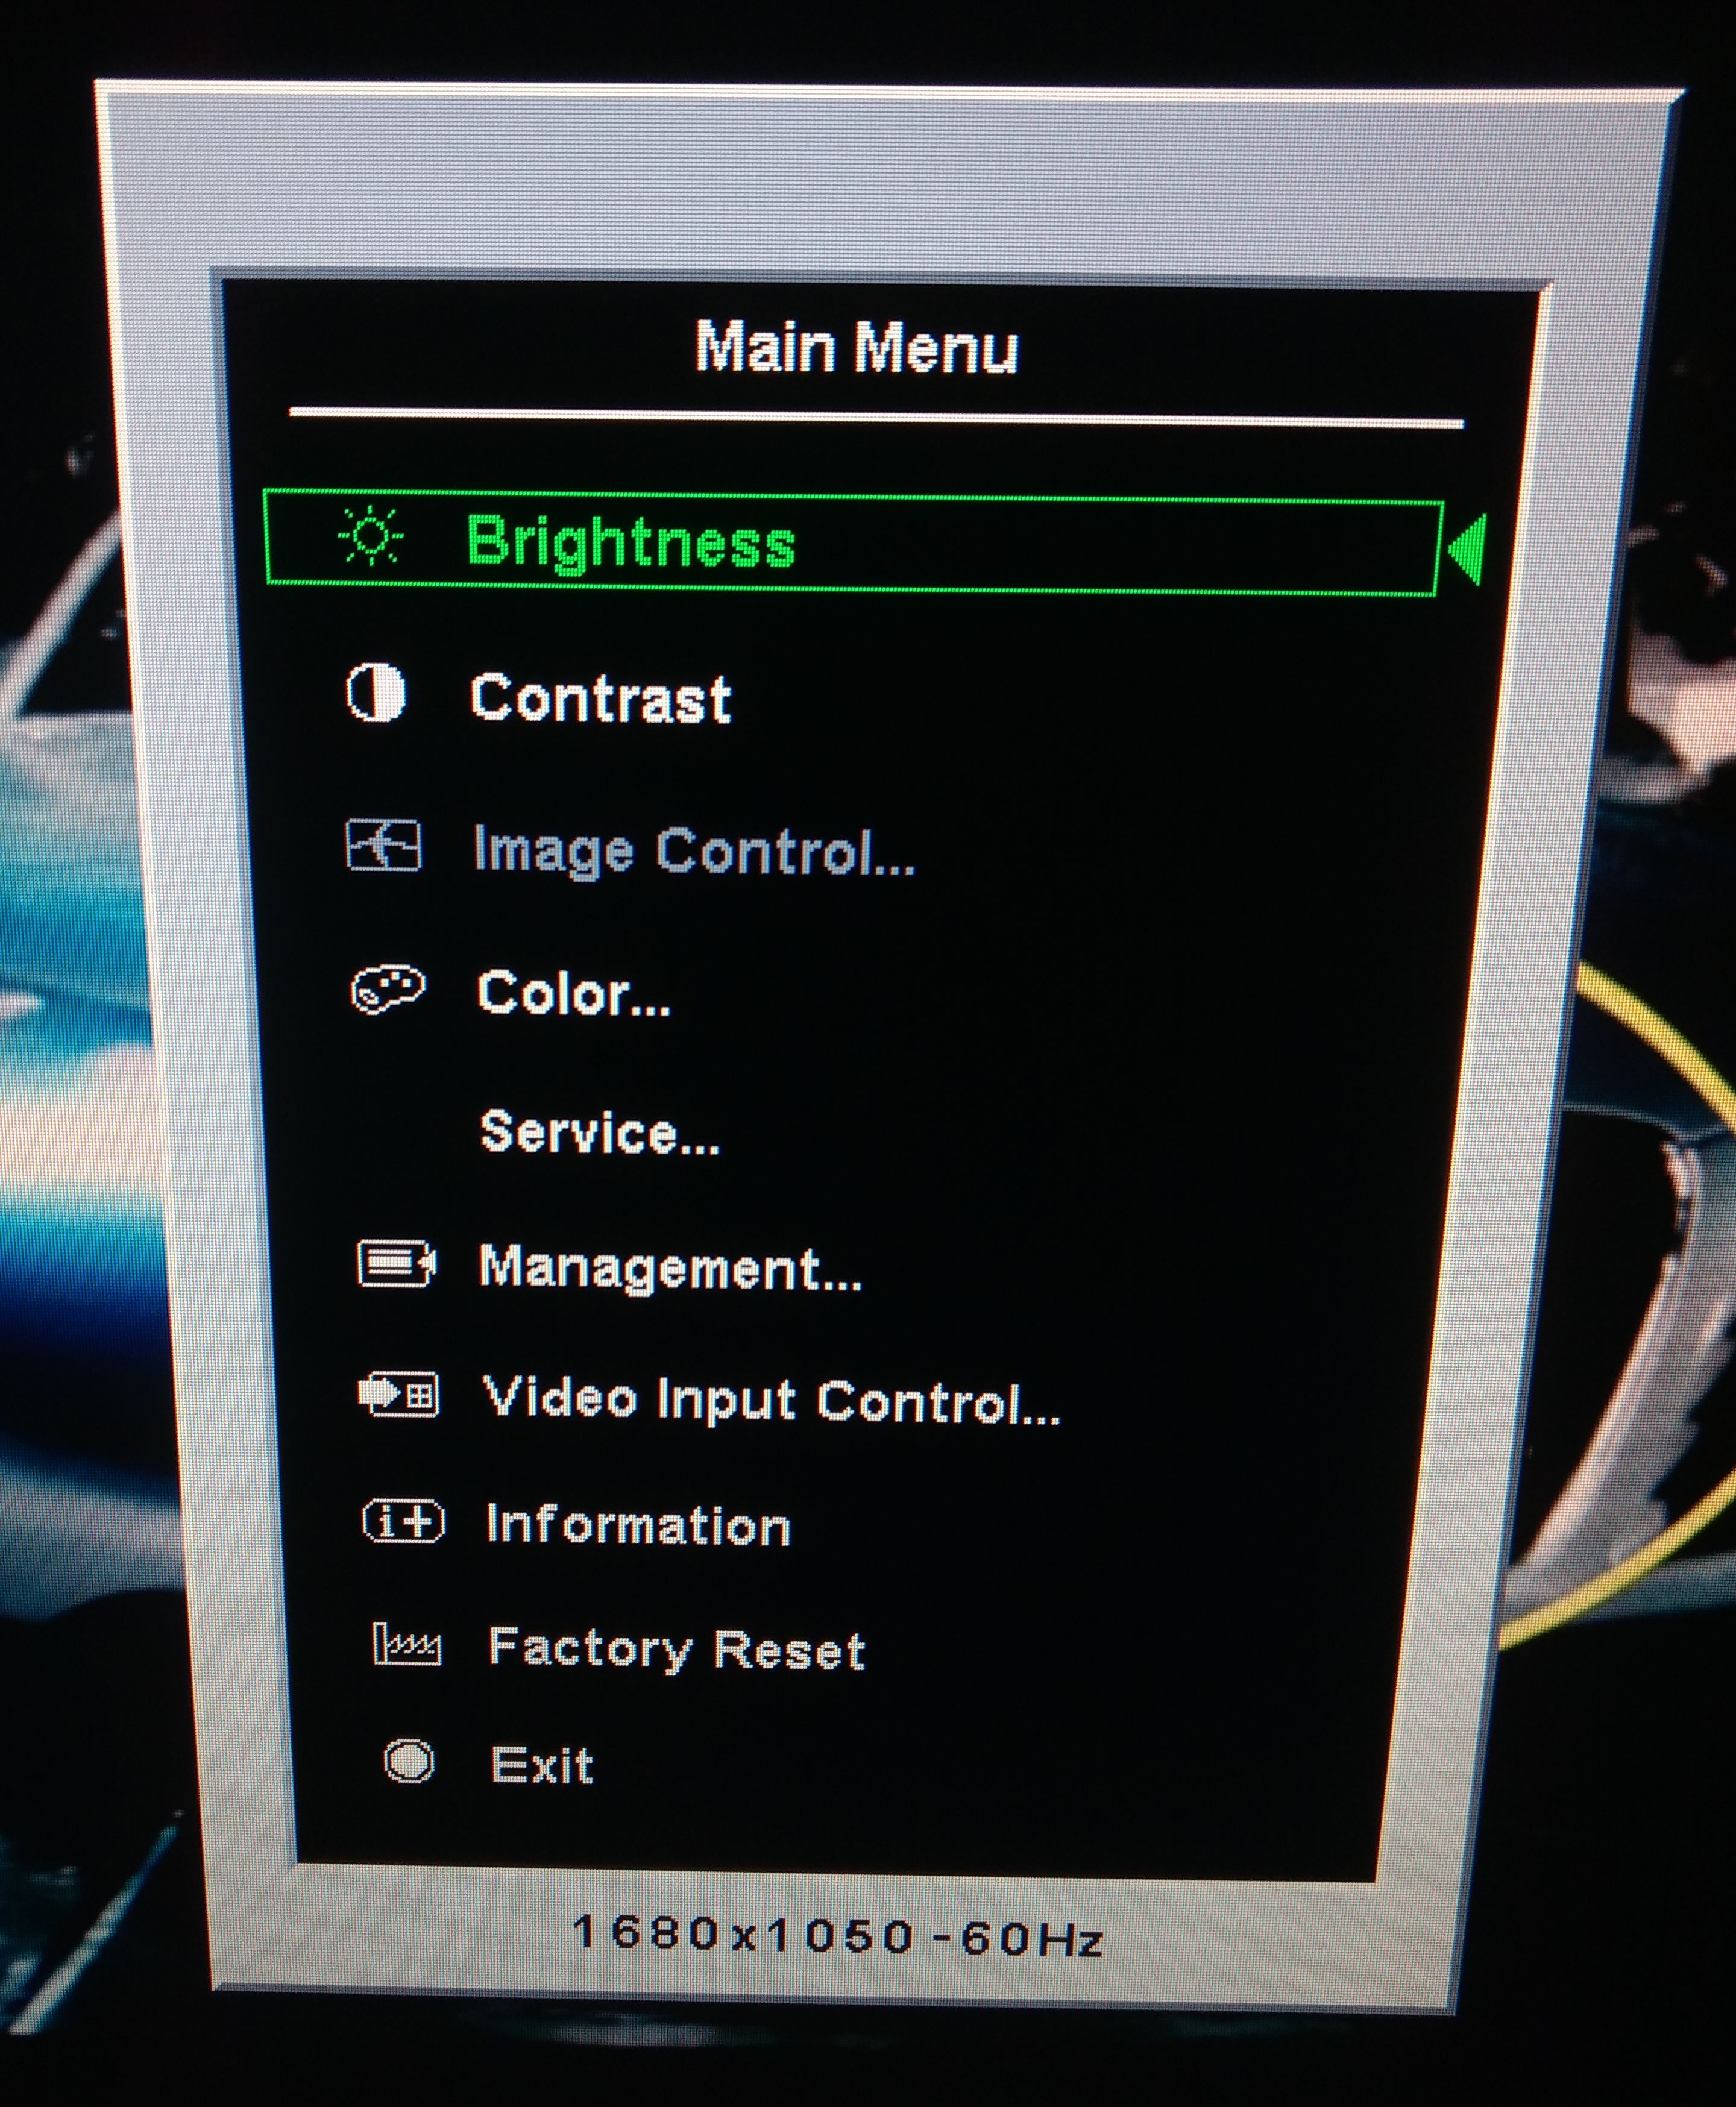 Main Menu
Brightness
Contrast
Image Control...
Color...
Service...
Management...
Video Input Control...
Information
Factory Reset
Exit
1680x1050-60Hz